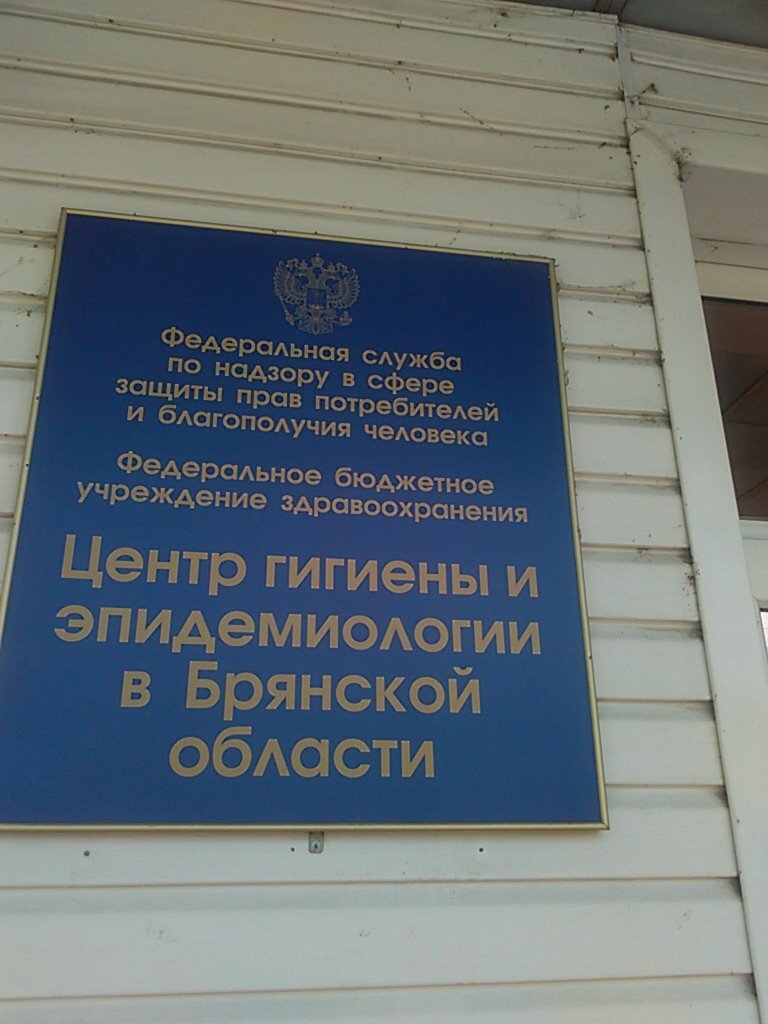 Федеральная служба
по надзору в сфере
защиты прав потребителей
и благополучия человека
Федеральное бюджетное
учреждение здравоохранения
Центр гигиены и
эпидемиологии
в Брянской
области